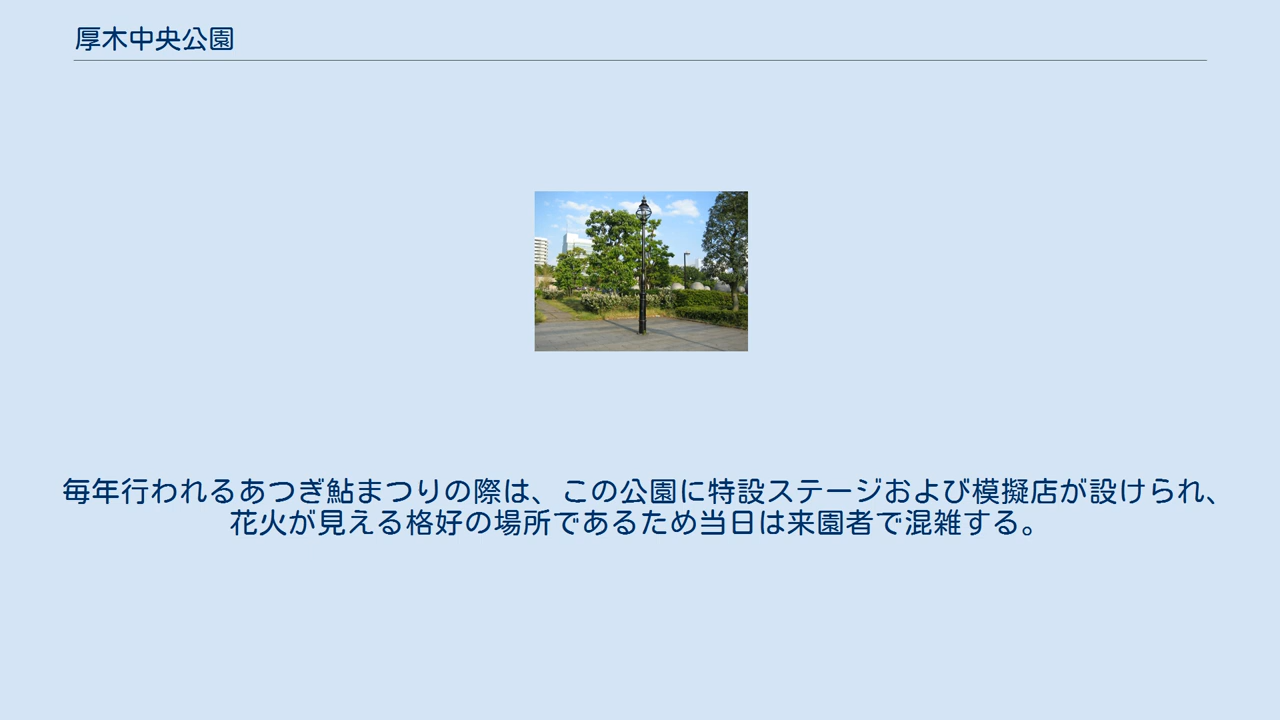 厚木中央公園
毎年行われるあつぎ鮎まつりの際は、この公園に特設ステージおよび模擬店が設けられ、
花火が見える格好の場所であるため当日は来園者で混雑する。